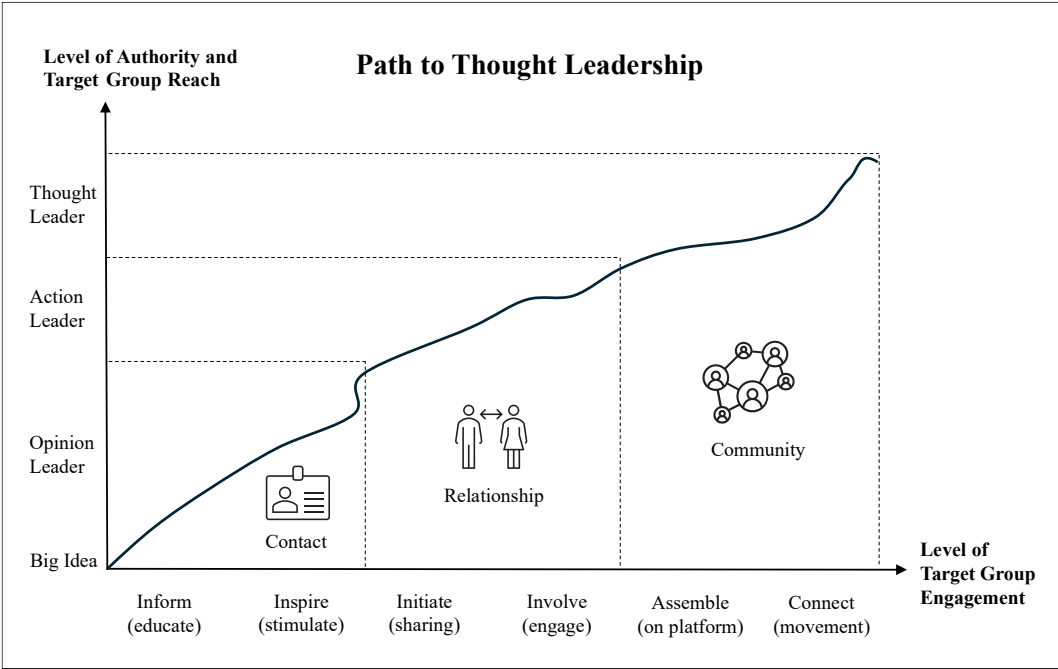 Level of Authority and
Target Group Reach
Path to Thought Leadership
Thought
Leader
Action
Leader
Opinion
Leader
Big Idea
Contact
Relationship
Community
Level of
Target Group
Engagement
Inform
(educate)
Inspire
(stimulate)
Initiate
(sharing)
Involve
(engage)
Assemble
(on platform)
Connect
(movement)